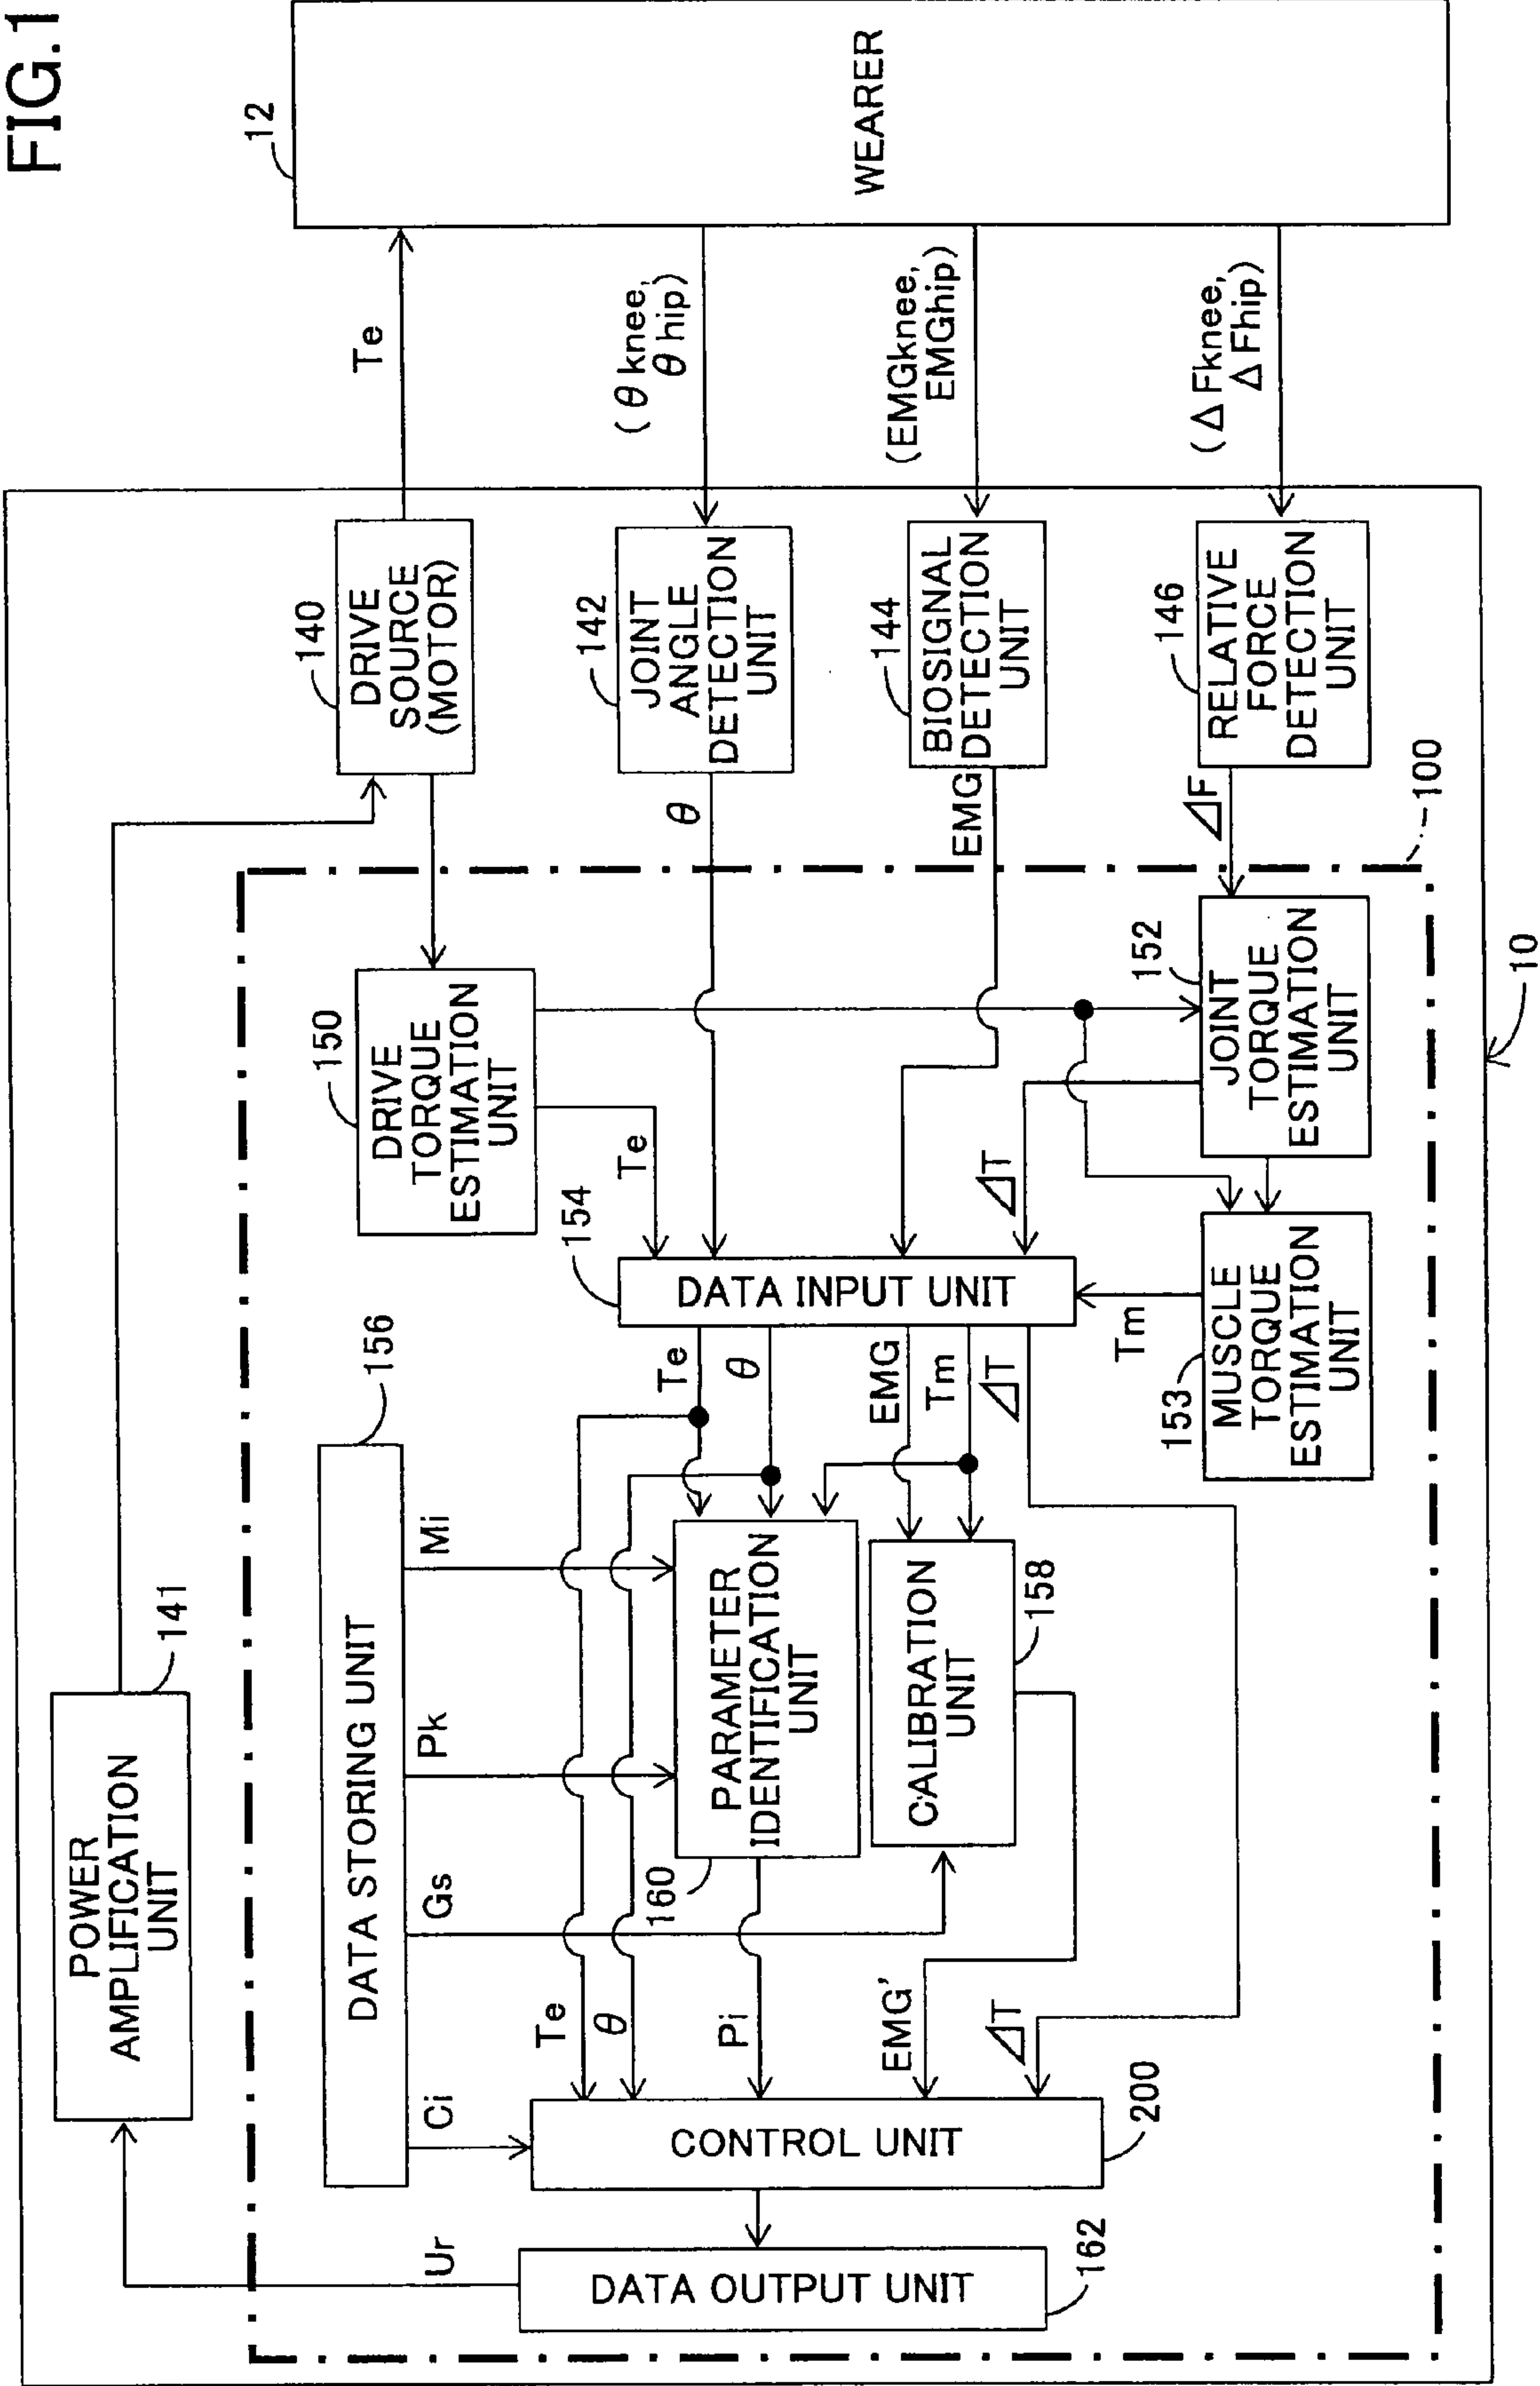 FIG.1
POWER
AMPLIFICATION
UNIT
141
10
DRIVE
SOURCE
(MOTOR)
140
Te
12
WEARER
JOINT
ANGLE
DETECTION
UNIT
142
θ
(θ knee,
θ hip)
BIOSIGNAL
DETECTION
UNIT
144
EMG
(EMGknee,
EMGhip)
RELATIVE
FORCE
DETECTION
UNIT
146
ΔF
(Δ Fknee,
Δ Fhip)
100
DRIVE
TORQUE
ESTIMATION
UNIT
150
Te
JOINT
TORQUE
ESTIMATION
UNIT
152
ΔT
MUSCLE
TORQUE
ESTIMATION
UNIT
153
Tm
DATA INPUT UNIT
154
Te
θ
EMG
Tm
ΔT
DATA STORING UNIT
156
Mi
Pk
Gs
Ci
PARAMETER
IDENTIFICATION
UNIT
160
CALIBRATION
UNIT
158
Te
θ
Pi
EMG'
ΔT
CONTROL UNIT
200
DATA OUTPUT UNIT
162
Ur